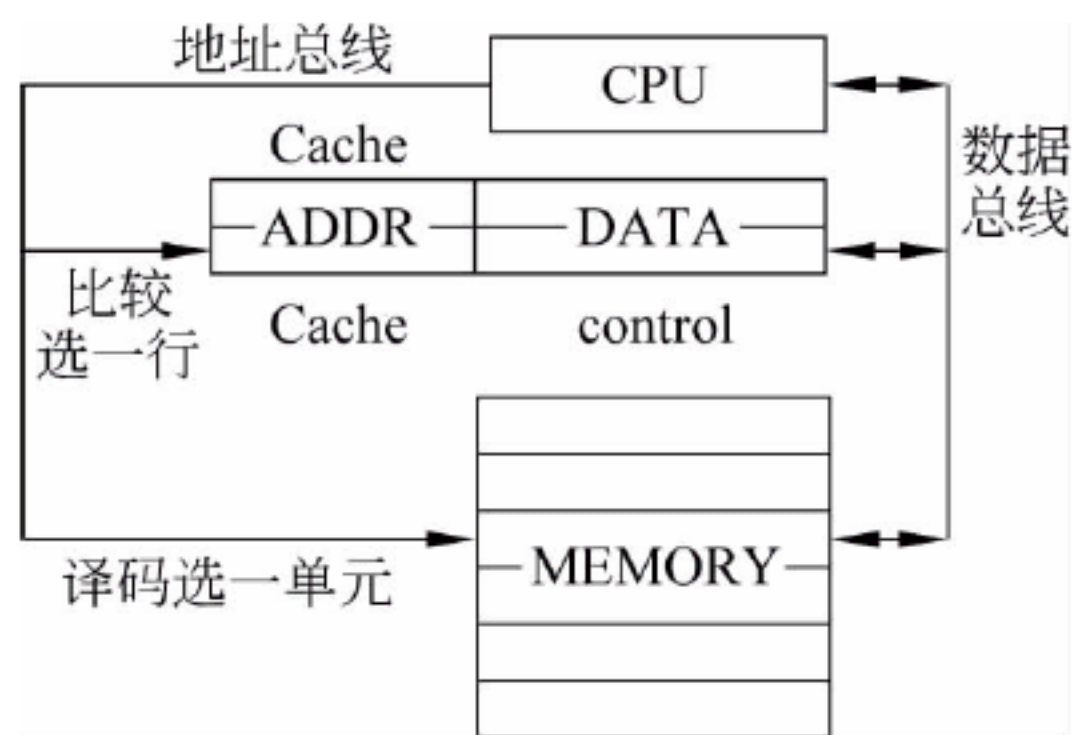 地址总线
CPU
数据
总线
Cache
ADDR
DATA
比较
选一行
Cache
control
译码选一单元
MEMORY